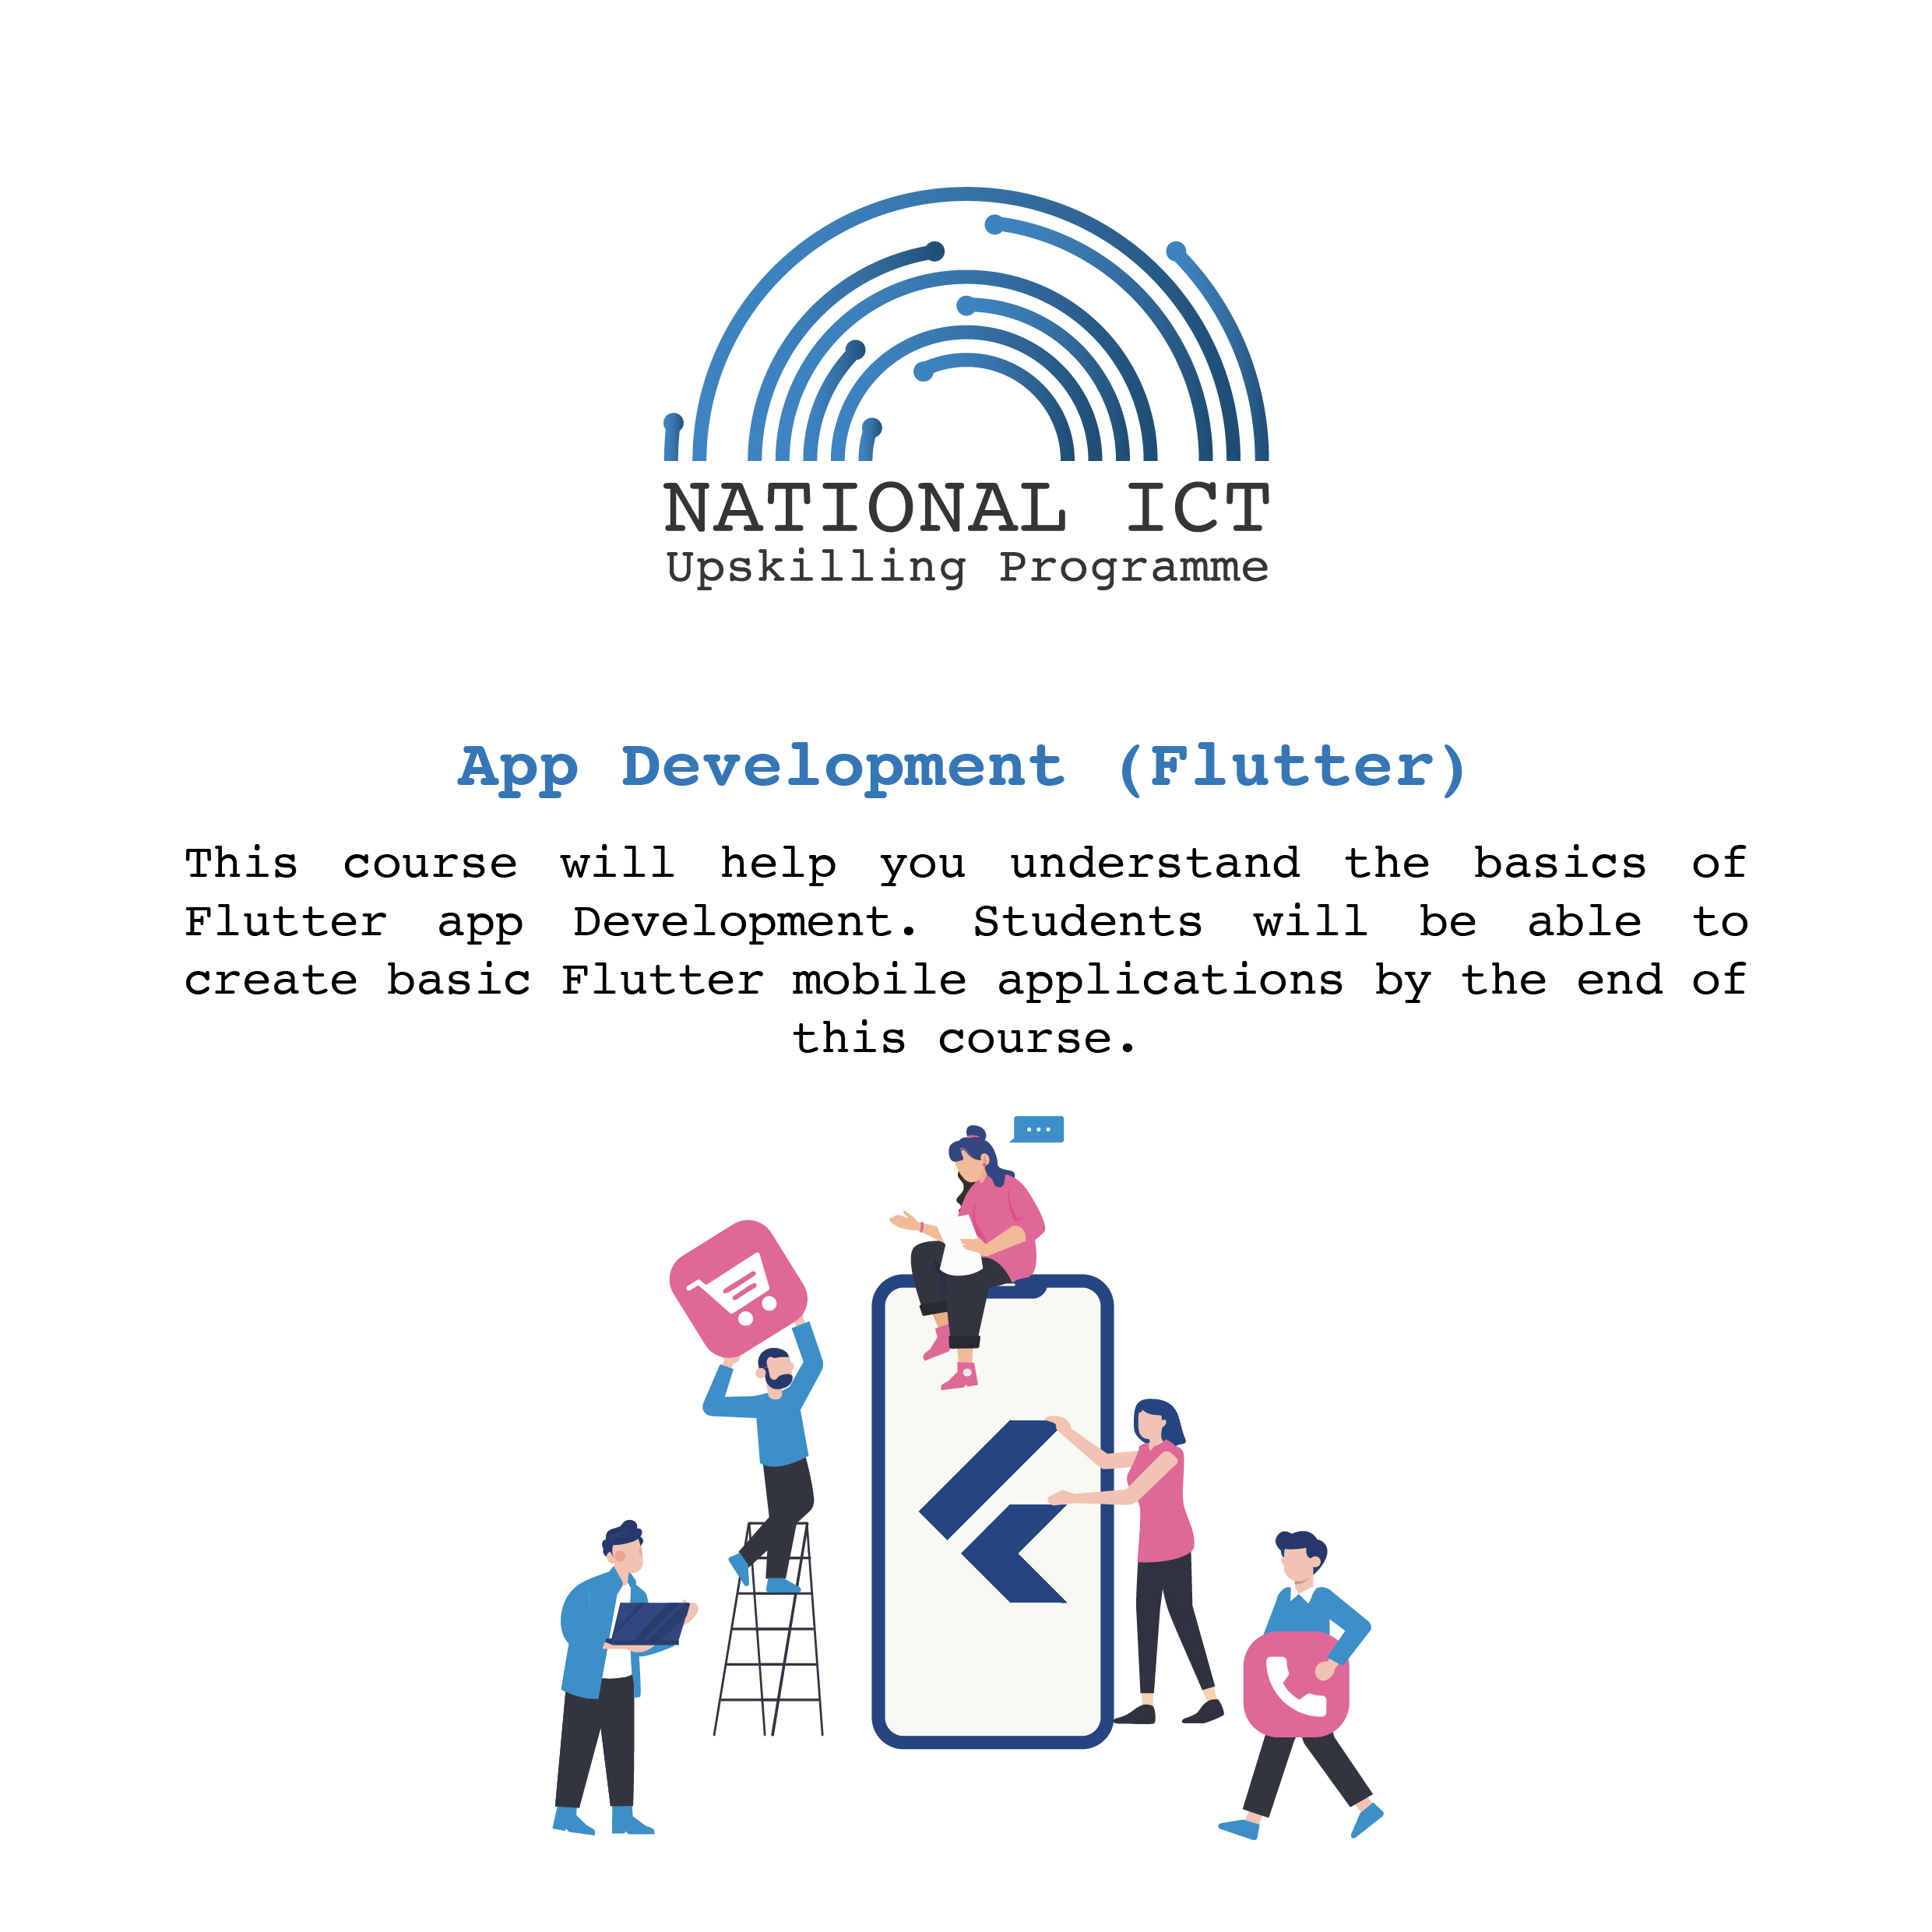 NATIONAL ICT
Upskilling Programme
App Development (Flutter)
This course will help you understand the basics of
Flutter app Development. Students will be able to
create basic Flutter mobile applications by the end of
this course.